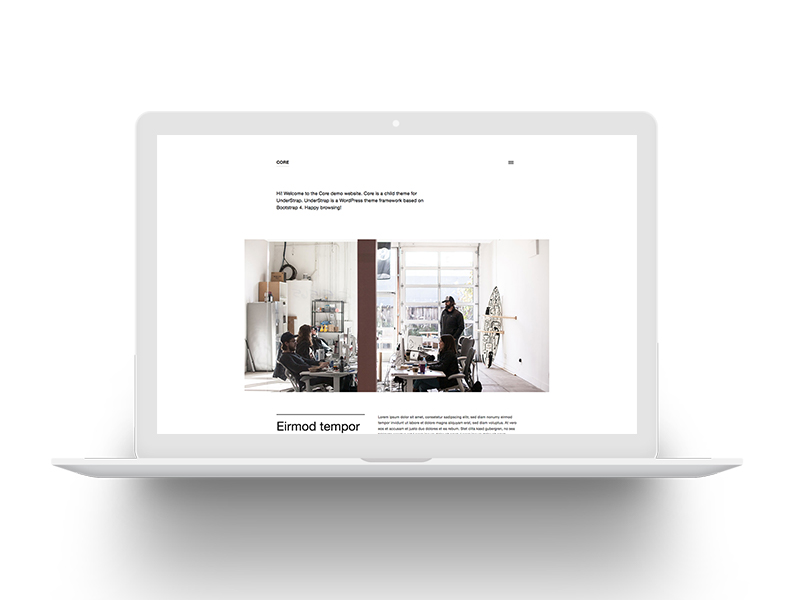 CORE
Hi! Welcome to the Core demo website. Core is a child theme for
UnderStrap. UnderStrap is a WordPress theme framework based on
Bootstrap 4. Happy browsing!
Eirmod tempor
Lorem ipsum dolor sit amet, consetetur sadipscing elitr, sed diam nonumy eirmod
tempor invidunt ut labore et dolore magna aliquyam erat, sed diam voluptua. At vero
eos et accusam et justo duo dolores et ea rebum. Stet clita kasd gubergren, no sea